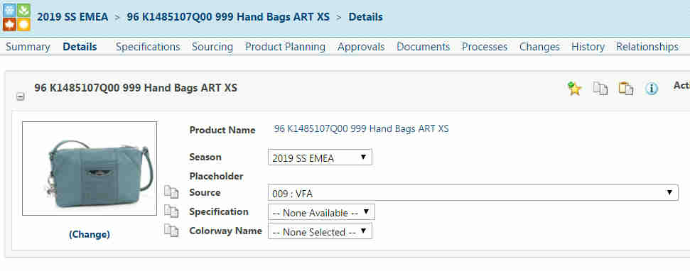 2019 SS EMEA > 96 K1485107Q00 999 Hand Bags ART XS > Details
Summary Details Specifications Sourcing Product Planning Approvals Documents Processes Changes History Relationships
96 K1485107Q00 999 Hand Bags ART XS
Acti
Product Name 96 K1485107Q00 999 Hand Bags ART XS
Season 2019 SS EMEA
Placeholder
Source 009 : VFA
Specification -- None Available --
(Change) Colorway Name -- None Selected --